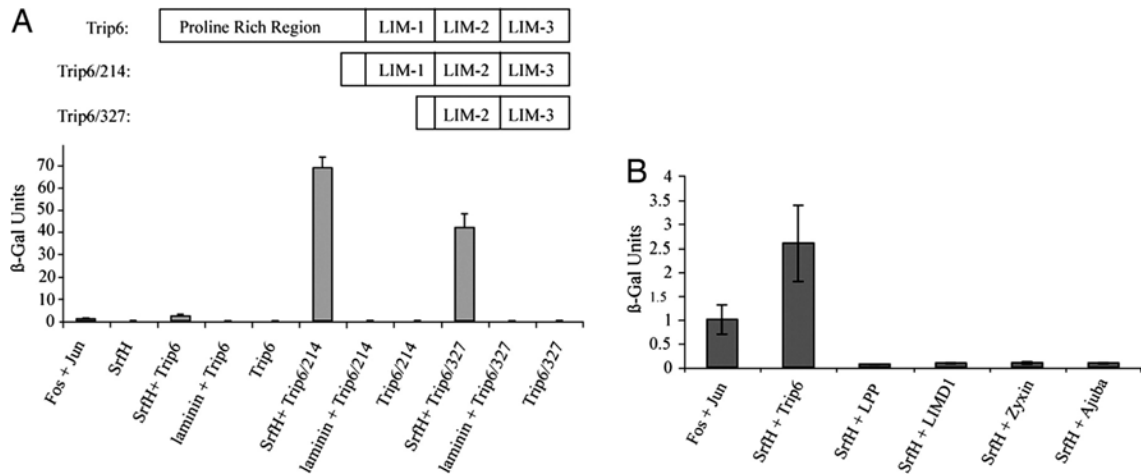 A
Trip6:
Proline Rich Region
LIM-1
LIM-2
LIM-3
Trip6/214:
LIM-1
LIM-2
LIM-3
Trip6/327:
LIM-2
LIM-3
ß-Gal Units
70
60
50
40
30
20
10
0
Fos + Jun
SrfH
SrfH+ Trip6
laminin + Trip6
Trip6
SrfH+ Trip6/214
laminin + Trip6/214
Trip6/214
SrfH+ Trip6/327
laminin + Trip6/327
Trip6/327
B
ß-Gal Units
4
3.5
3
2.5
2
1.5
1
0.5
0
Fos + Jun
SrfH + Trip6
SrfH + LPP
SrfH + LIMD1
SrfH + Zyxin
SrfH + Ajuba